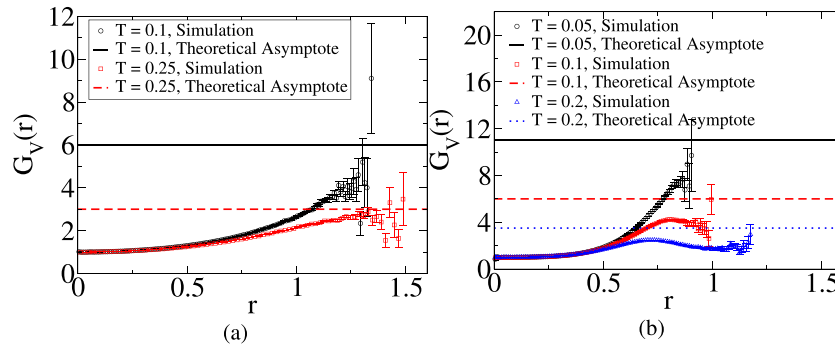 12
10
8
6
4
2
0
G_V(r)
T = 0.1, Simulation
T = 0.1, Theoretical Asymptote
T = 0.25, Simulation
T = 0.25, Theoretical Asymptote
0 0.5 1 1.5
r
(a)
20
16
12
8
4
0
G_V(r)
T = 0.05, Simulation
T = 0.05, Theoretical Asymptote
T = 0.1, Simulation
T = 0.1, Theoretical Asymptote
T = 0.2, Simulation
T = 0.2, Theoretical Asymptote
0 0.5 1 1.5
r
(b)